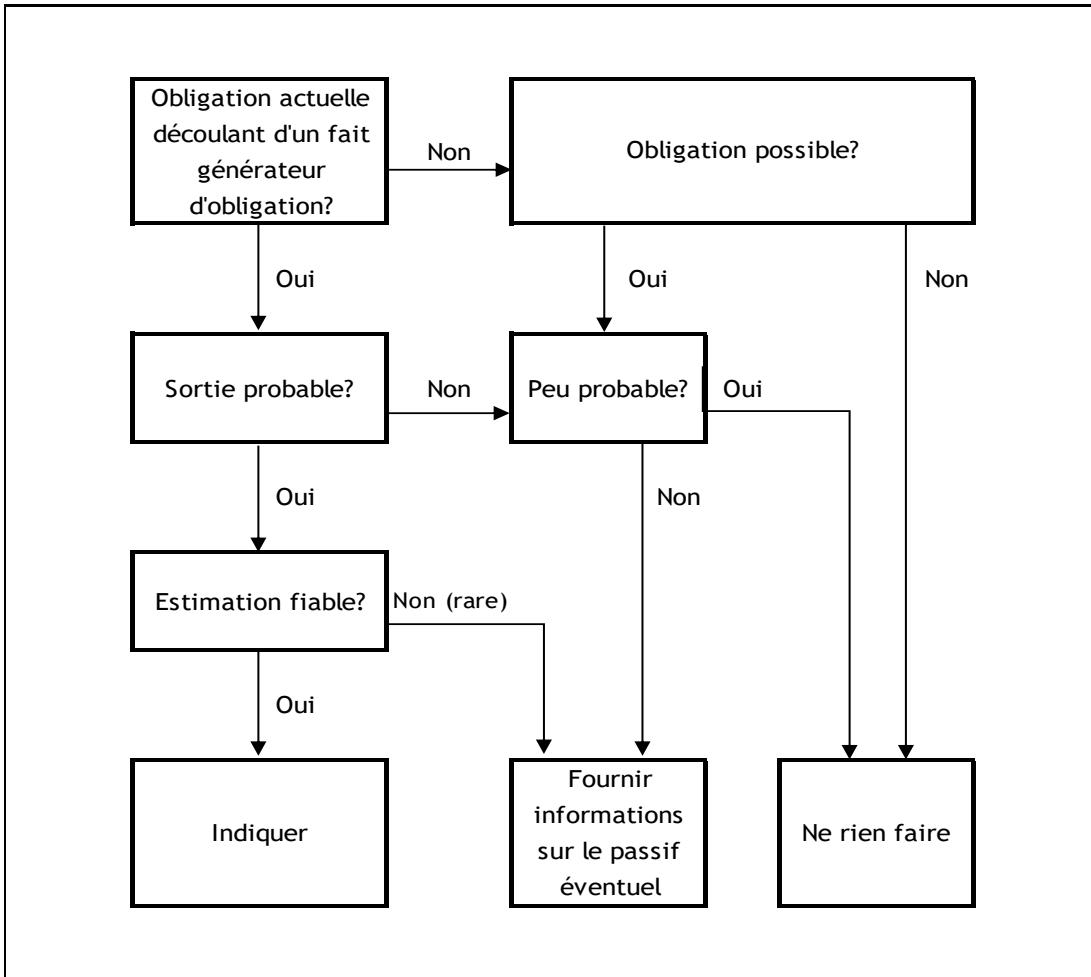 Obligation actuelle
découlant d'un fait
générateur
d'obligation?
Non
Obligation possible?
Oui
Oui
Non
Sortie probable?
Non
Peu probable?
Oui
Oui
Non
Estimation fiable?
Non (rare)
Oui
Indiquer
Fournir
informations
sur le passif
éventuel
Ne rien faire